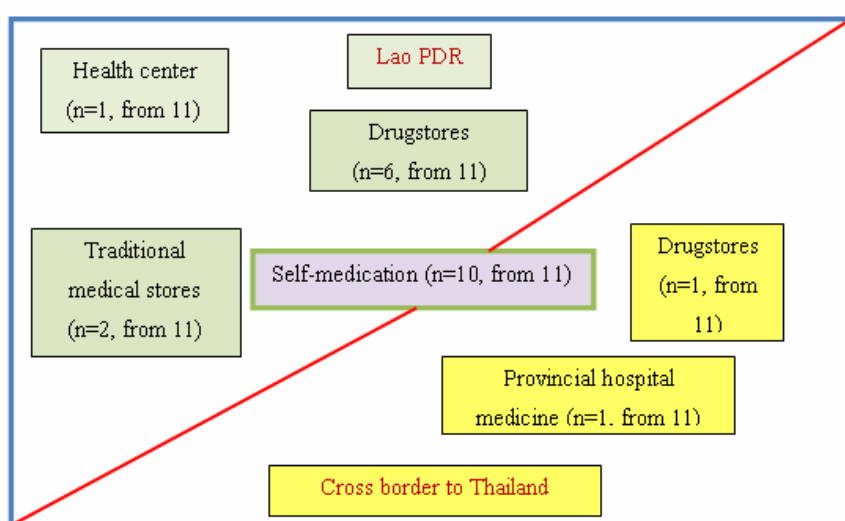 Health center
(n=1, from 11)
Lao PDR
Drugstores
(n=6, from 11)
Traditional
medical stores
(n=2, from 11)
Self-medication (n=10, from 11)
Drugstores
(n=1, from
11)
Provincial hospital
medicine (n=1, from 11)
Cross border to Thailand